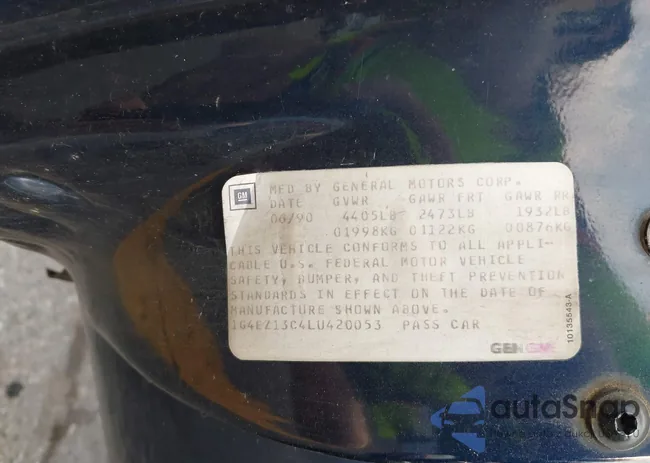 GM
MFD BY GENERAL MOTORS CORP.
DATE GVWR GAWR FRT GAWR RR
06/90 4405LB 2473LB 1932LB
01998KG 01122KG 00876KG
THIS VEHICLE CONFORMS TO ALL APPLI-
CABLE U.S. FEDERAL MOTOR VEHICLE
SAFETY, BUMPER, AND THEFT PREVENTION
STANDARDS IN EFFECT ON THE DATE OF
MANUFACTURE SHOWN ABOVE.
1G4EZ13C4LU420053 PASS CAR
GENGM
10135543-A
autoSnap